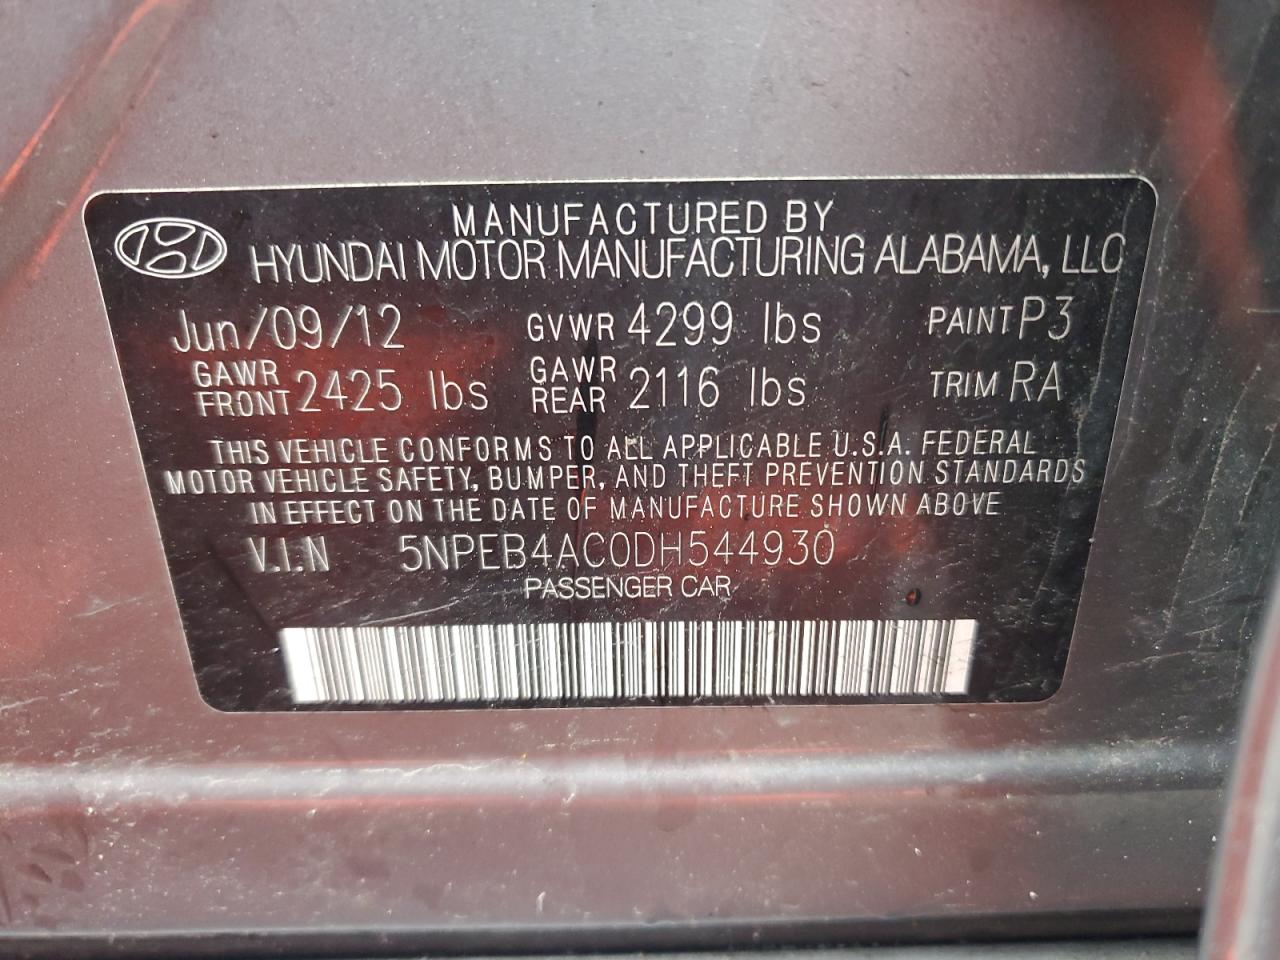 MANUFACTURED BY
HYUNDAI MOTOR MANUFACTURING ALABAMA, LLC
Jun/09/12 GVWR 4299 lbs PAINT P3
GAWR FRONT 2425 lbs GAWR REAR 2116 lbs TRIM RA
THIS VEHICLE CONFORMS TO ALL APPLICABLE U.S.A. FEDERAL
MOTOR VEHICLE SAFETY, BUMPER, AND THEFT PREVENTION STANDARDS
IN EFFECT ON THE DATE OF MANUFACTURE SHOWN ABOVE
V.I.N 5NPEB4AC0DH544930
PASSENGER CAR